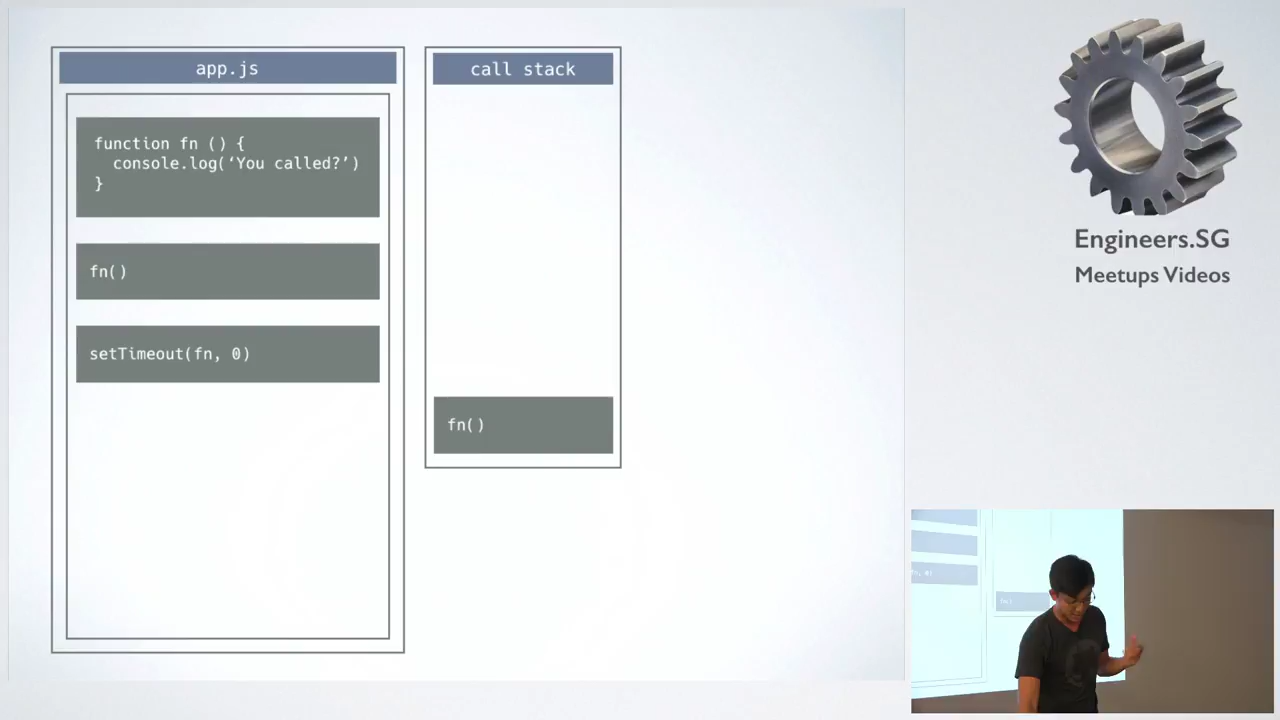 app.js
function fn () {
console.log(‘You called?’)
}
fn()
setTimeout(fn, 0)
call stack
fn()
Engineers.SG
Meetups Videos